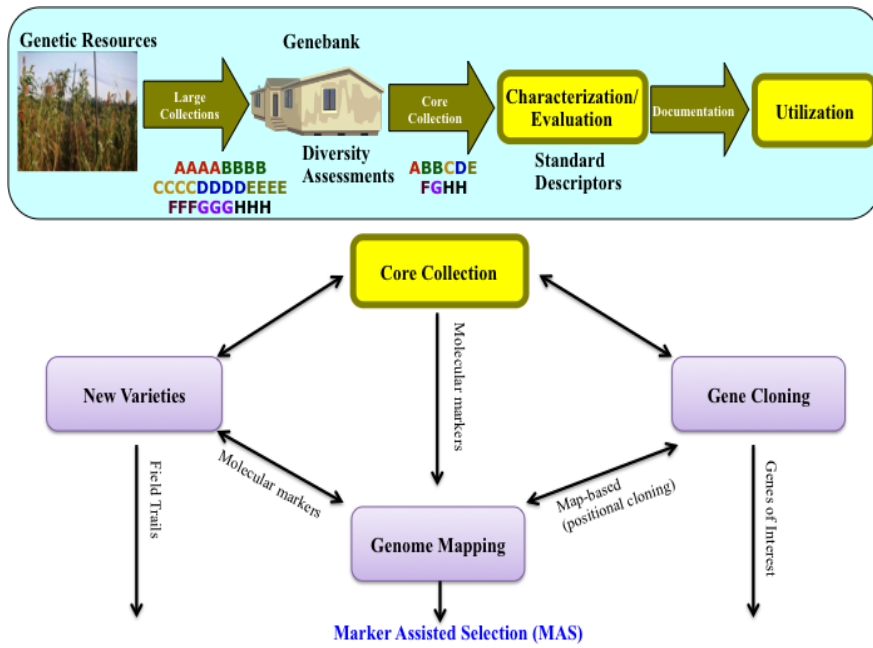 Genetic Resources
Genebank
Large
Collections
Core
Collection
Characterization/
Evaluation
Documentation
Utilization
AAAABBBB
CCCCDDDDEEEE
FFFGGGHHH
Diversity
Assessments
ABBCDE
FGHH
Standard
Descriptors
Core Collection
Molecular markers
New Varieties
Gene Cloning
Field Trails
Molecular markers
Map-based
(positional cloning)
Genes of Interest
Genome Mapping
Marker Assisted Selection (MAS)